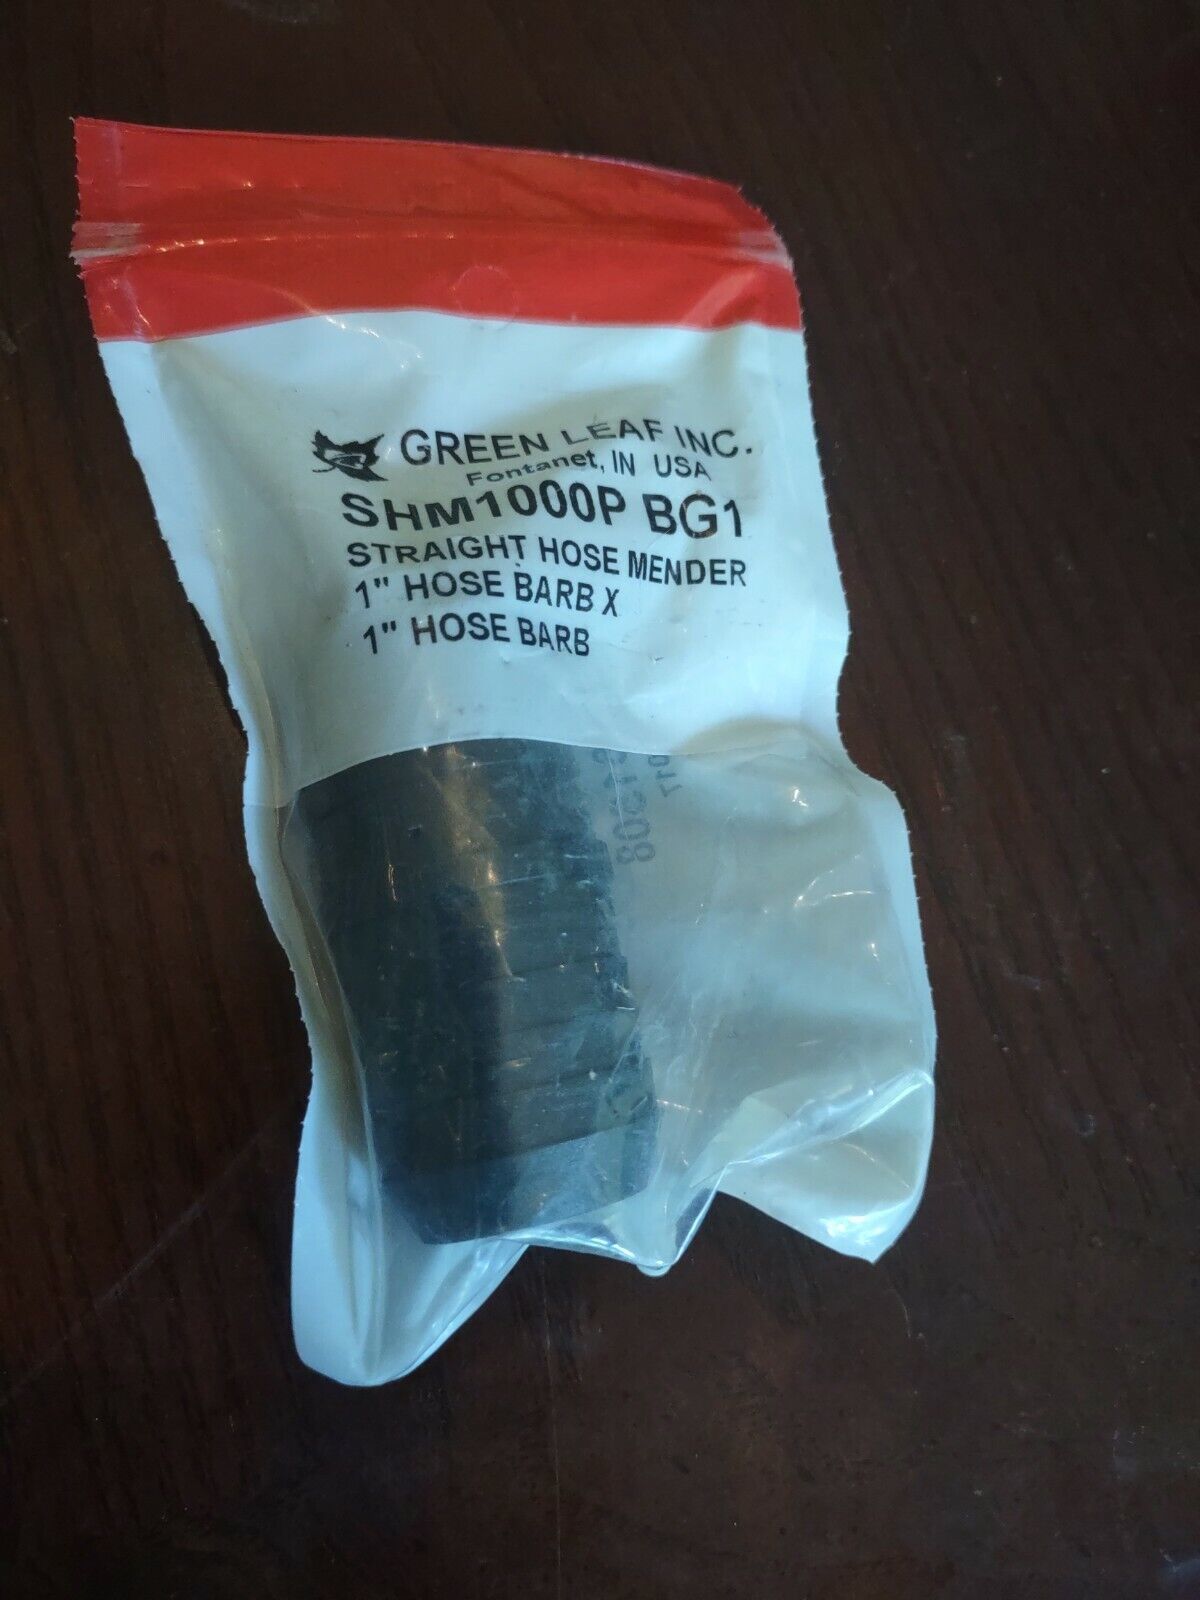 GREEN LEAF INC.
Fontanet, IN USA
SHM1000P BG1
STRAIGHT HOSE MENDER
1" HOSE BARB X
1" HOSE BARB